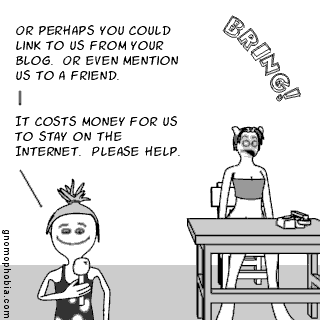 OR PERHAPS YOU COULD
LINK TO US FROM YOUR
BLOG. OR EVEN MENTION
US TO A FRIEND.
IT COSTS MONEY FOR US
TO STAY ON THE
INTERNET. PLEASE HELP.
BRING!
gnomophobia.com